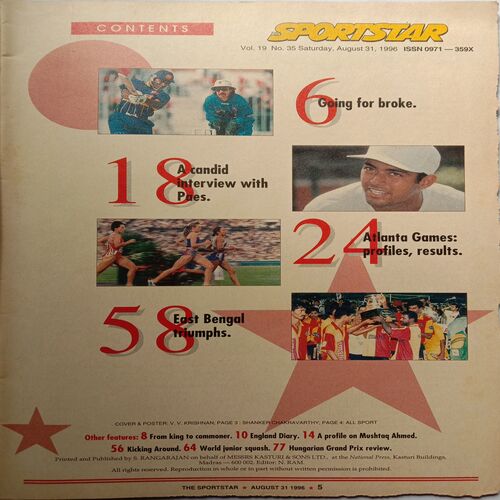 CONTENTS
SPORTSTAR
Vol. 19 No. 35 Saturday, August 31, 1996 ISSN 0971 — 359X
6
Going for broke.
18
A candid
interview with
Paes.
24
Atlanta Games:
profiles, results.
58
East Bengal
triumphs.
COVER & POSTER: V. V. KRISHNAN, PAGE 3 : SHANKER CHAKRAVARTHY, PAGE 4: ALL SPORT
Other features: 8 From king to commoner. 10 England Diary. 14 A profile on Mushtaq Ahmed.
56 Kicking Around. 64 World junior squash. 77 Hungarian Grand Prix review.
Printed and Published by S. RANGARAJAN on behalf of MESSRS KASTURI & SONS LTD., at the National Press, Kasturi Buildings,
Madras — 600 002. Editor: N. RAM.
All rights reserved. Reproduction in whole or in part without written permission is prohibited.
THE SPORTSTAR ★ AUGUST 31 1996 ★ 5